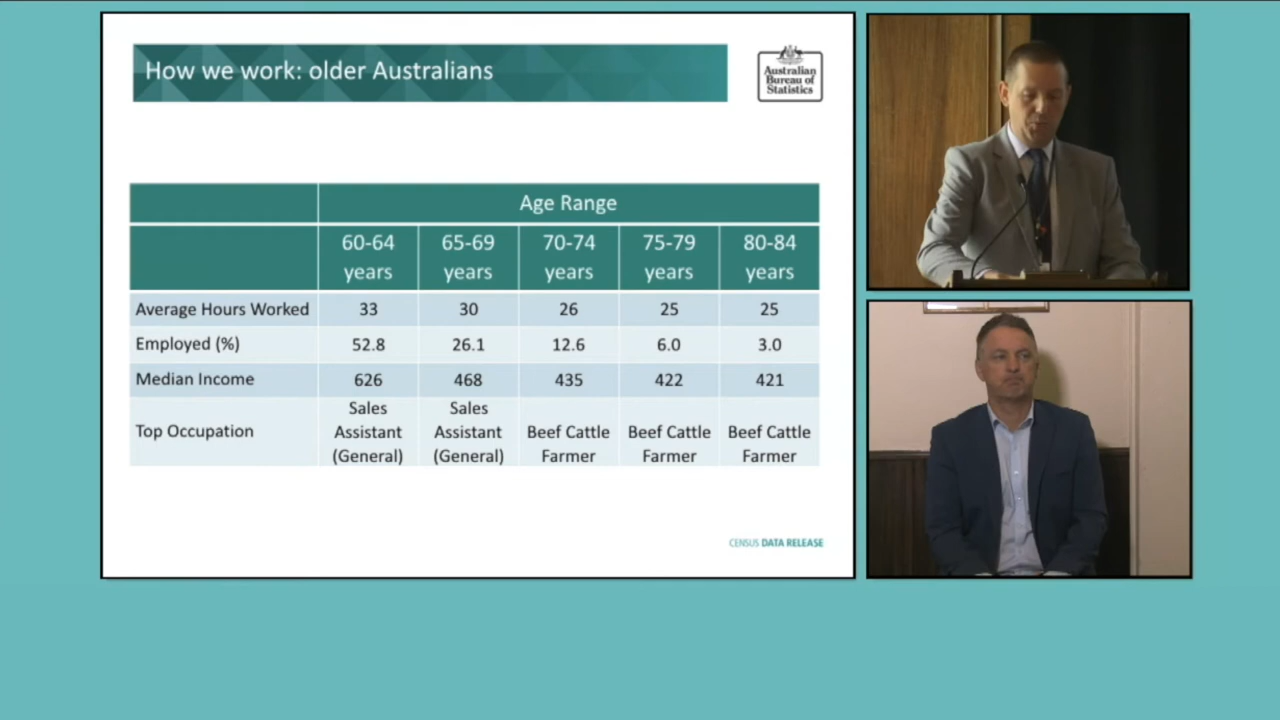 How we work: older Australians
Australian
Bureau of
Statistics
Age Range
60-64 years 65-69 years 70-74 years 75-79 years 80-84 years
Average Hours Worked 33 30 26 25 25
Employed (%) 52.8 26.1 12.6 6.0 3.0
Median Income 626 468 435 422 421
Top Occupation Sales Assistant (General) Sales Assistant (General) Beef Cattle Farmer Beef Cattle Farmer Beef Cattle Farmer
CENSUS DATA RELEASE